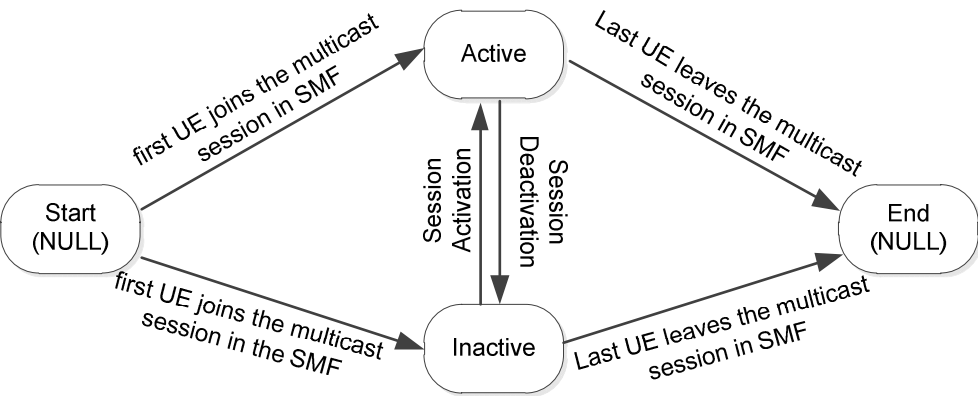 first UE joins the multicast
session in SMF
Active
Last UE leaves the multicast
session in SMF
Start
(NULL)
Session
Activation
Session
Deactivation
End
(NULL)
first UE joins the multicast
session in the SMF
Inactive
Last UE leaves the multicast
session in SMF